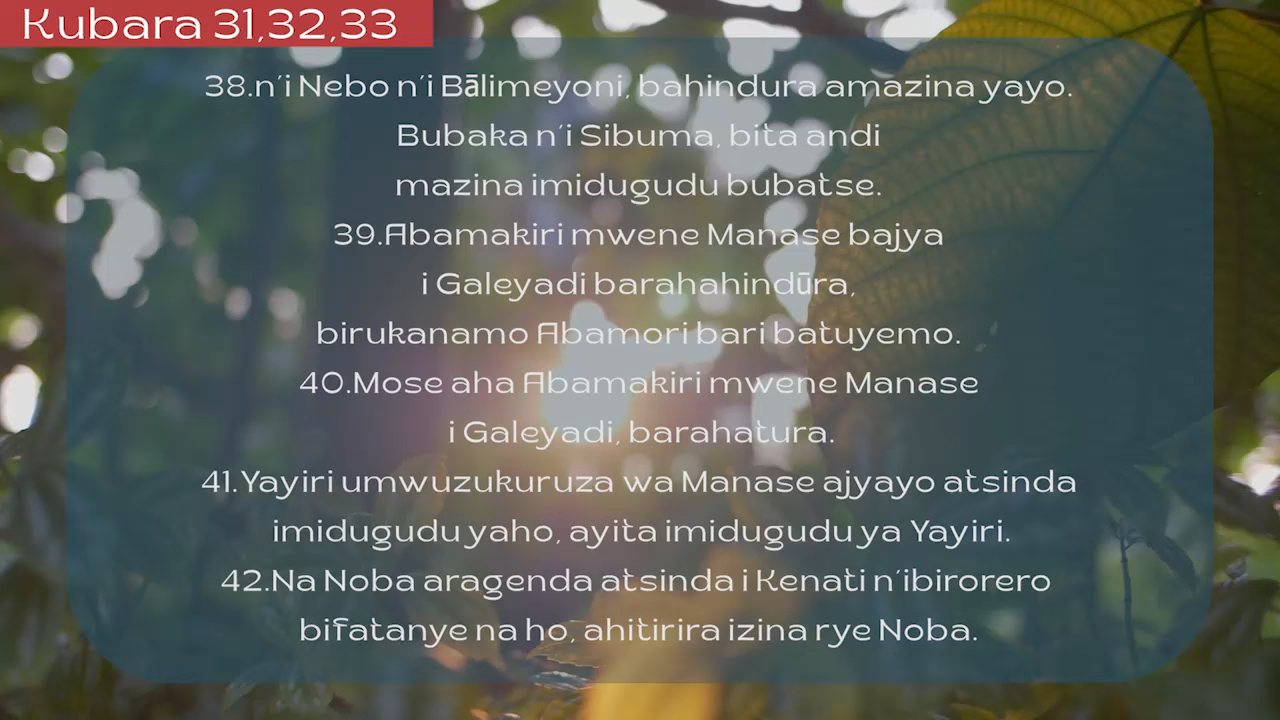 Kubara 31,32,33
38.n'i Nebo n'i Bālimeyoni, bahindura amazina yayo.
Bubaka n'i Sibuma, bita andi
mazina imidugudu bubatse.
39.Abamakiri mwene Manase bajya
i Galeyadi barahahindūra,
birukanamo Abamori bari batuyemo.
40.Mose aha Abamakiri mwene Manase
i Galeyadi, barahatura.
41.Yayiri umwuzukuruza wa Manase ajyayo atsinda
imidugudu yaho, ayita imidugudu ya Yayiri.
42.Na Noba aragenda atsinda i Kenati n'ibirorero
bifatanye na ho, ahitirira izina rye Noba.